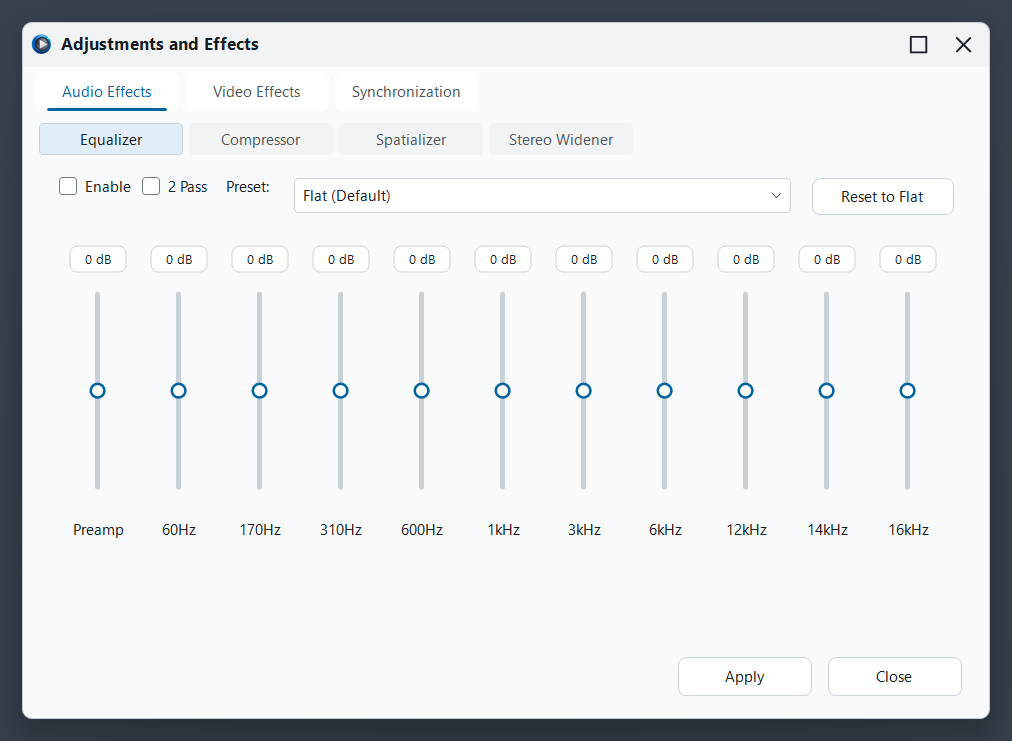 Adjustments and Effects
Audio Effects Video Effects Synchronization
Equalizer Compressor Spatializer Stereo Widener
Enable 2 Pass Preset: Flat (Default) Reset to Flat
0 dB 0 dB 0 dB 0 dB 0 dB 0 dB 0 dB 0 dB 0 dB 0 dB 0 dB
Preamp 60Hz 170Hz 310Hz 600Hz 1kHz 3kHz 6kHz 12kHz 14kHz 16kHz
Apply Close